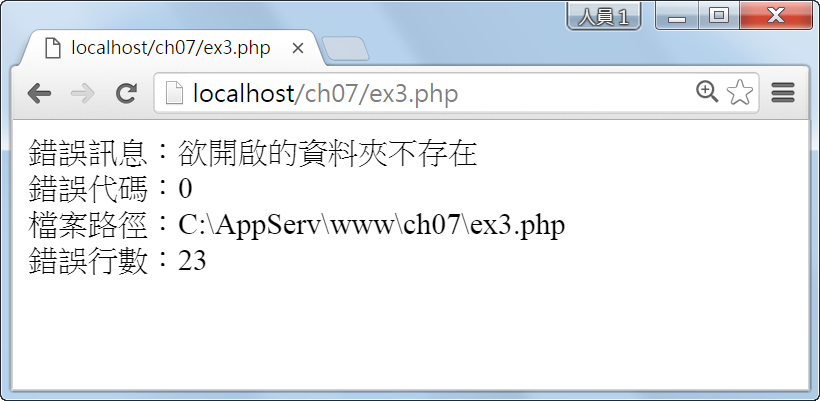 人員 1
localhost/ch07/ex3.php
localhost/ch07/ex3.php
錯誤訊息：欲開啟的資料夾不存在
錯誤代碼：0
檔案路徑：C:\AppServ\www\ch07\ex3.php
錯誤行數：23